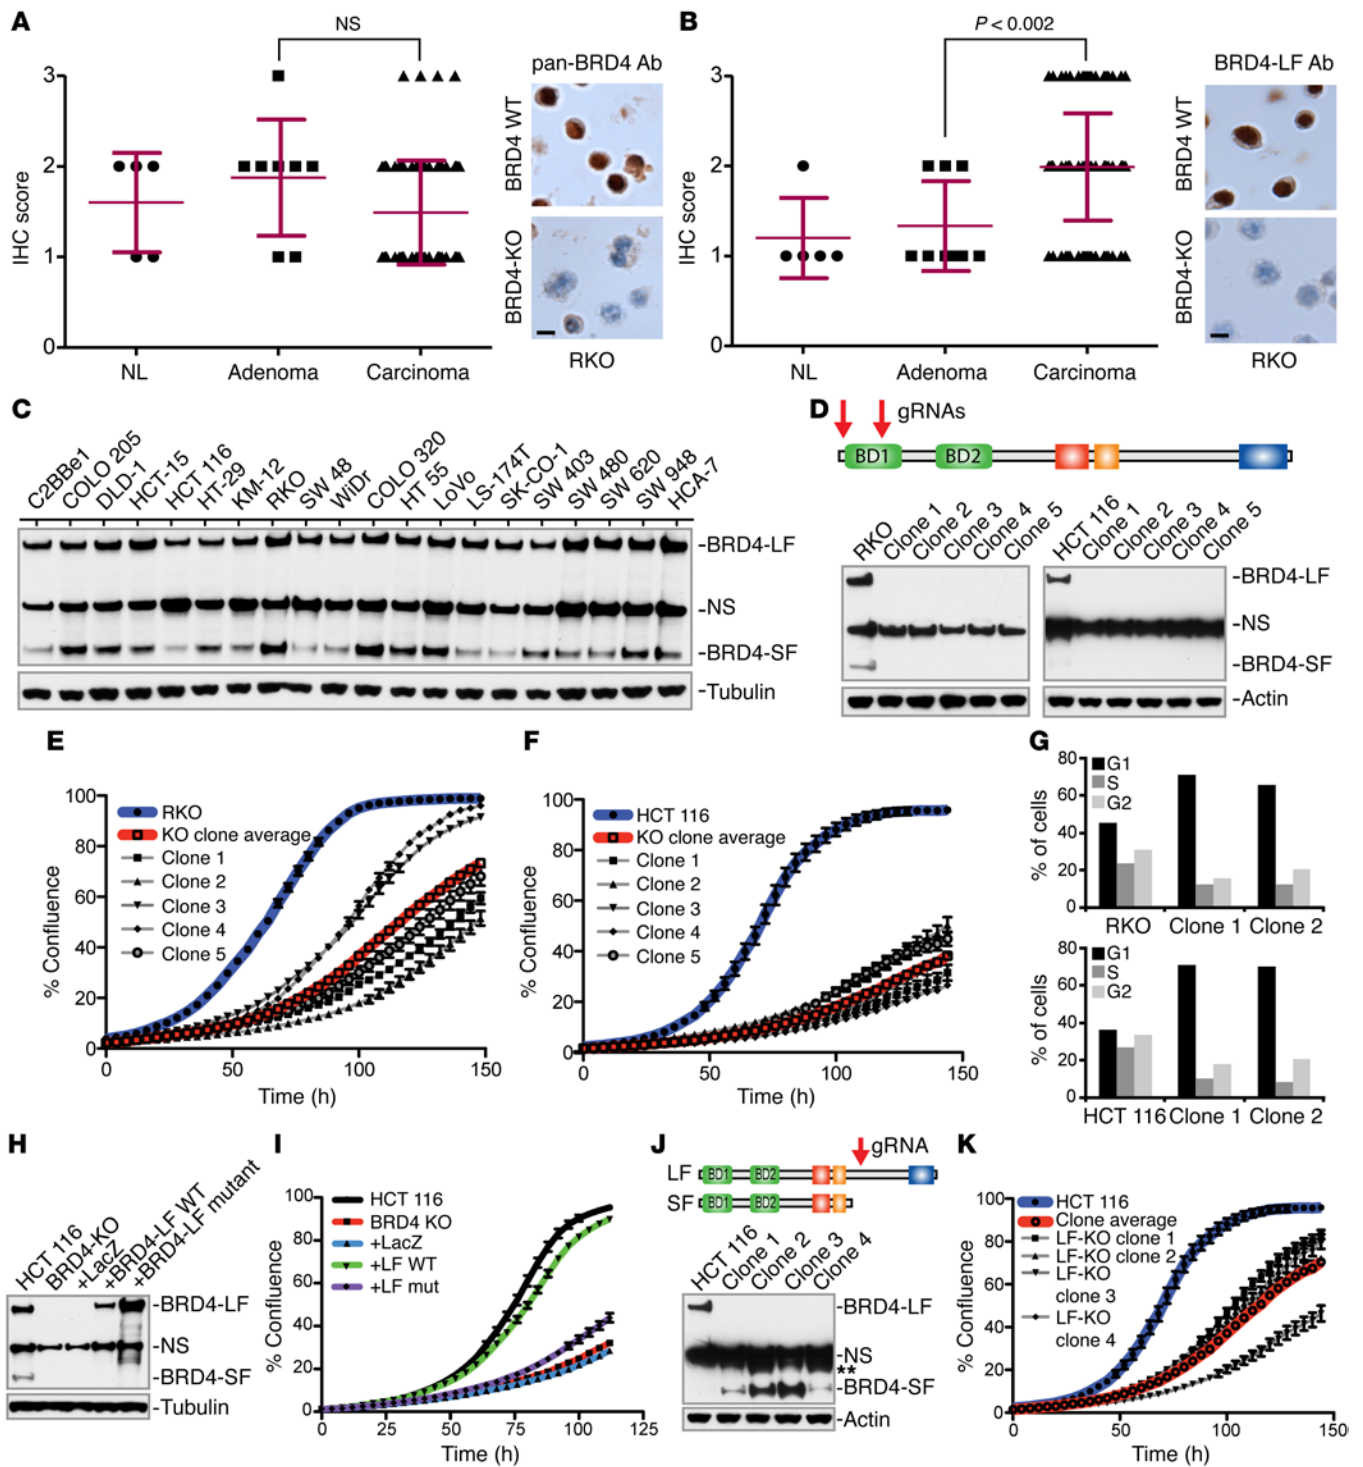 A
NS
pan-BRD4 Ab
IHC score
3
2
1
0
NL
Adenoma
Carcinoma
BRD4 WT
BRD4-KO
RKO
B
P < 0.002
BRD4-LF Ab
IHC score
3
2
1
0
NL
Adenoma
Carcinoma
BRD4 WT
BRD4-KO
RKO
C
C2BBe1
COLO 205
DLD-1
HCT-15
HCT 116
HT-29
KM-12
RKO
SW 48
WiDr
COLO 320
HT 55
LoVo
LS-174T
SK-CO-1
SW 403
SW 480
SW 620
SW 948
HCA-7
-BRD4-LF
-NS
-BRD4-SF
-Tubulin
D
gRNAs
BD1
BD2
RKO
Clone 1
Clone 2
Clone 3
Clone 4
Clone 5
HCT 116
Clone 1
Clone 2
Clone 3
Clone 4
Clone 5
-BRD4-LF
-NS
-BRD4-SF
-Actin
E
% Confluence
100
80
60
40
20
0
RKO
KO clone average
Clone 1
Clone 2
Clone 3
Clone 4
Clone 5
0 50 100 150
Time (h)
F
% Confluence
100
80
60
40
20
0
HCT 116
KO clone average
Clone 1
Clone 2
Clone 3
Clone 4
Clone 5
0 50 100 150
Time (h)
G
% of cells
80
60
40
20
0
G1
S
G2
RKO Clone 1 Clone 2
% of cells
80
60
40
20
0
G1
S
G2
HCT 116 Clone 1 Clone 2
H
HCT 116
BRD4-KO
+LacZ
+BRD4-LF WT
+BRD4-LF mutant
-BRD4-LF
-NS
-BRD4-SF
-Tubulin
I
% Confluence
100
80
60
40
20
0
HCT 116
BRD4 KO
+LacZ
+LF WT
+LF mut
0 25 50 75 100 125
Time (h)
J
gRNA
LF
BD1
BD2
SF
BD1
BD2
HCT 116
Clone 1
Clone 2
Clone 3
Clone 4
-BRD4-LF
-NS
**
-BRD4-SF
-Actin
K
% Confluence
100
80
60
40
20
0
HCT 116
Clone average
LF-KO clone 1
LF-KO clone 2
LF-KO
clone 3
LF-KO
clone 4
0 50 100 150
Time (h)